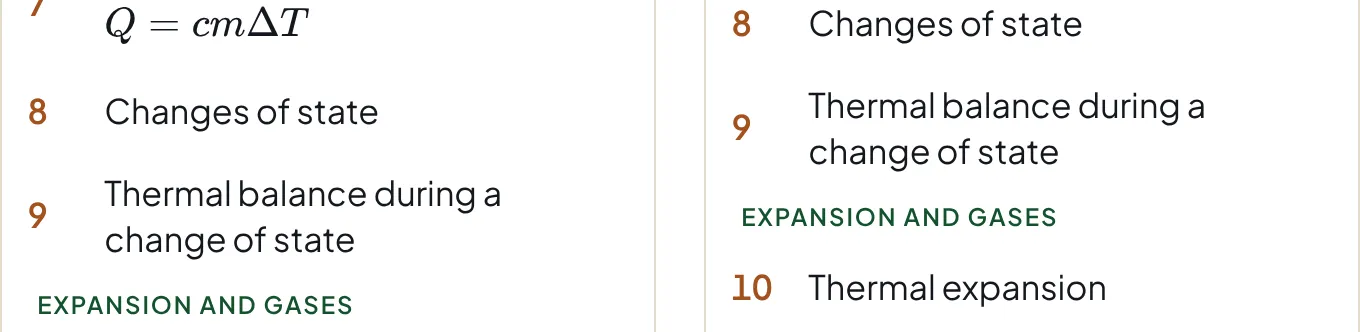 7
Q = cmΔT
8 Changes of state
9 Thermal balance during a
change of state
EXPANSION AND GASES
8 Changes of state
9 Thermal balance during a
change of state
EXPANSION AND GASES
10 Thermal expansion